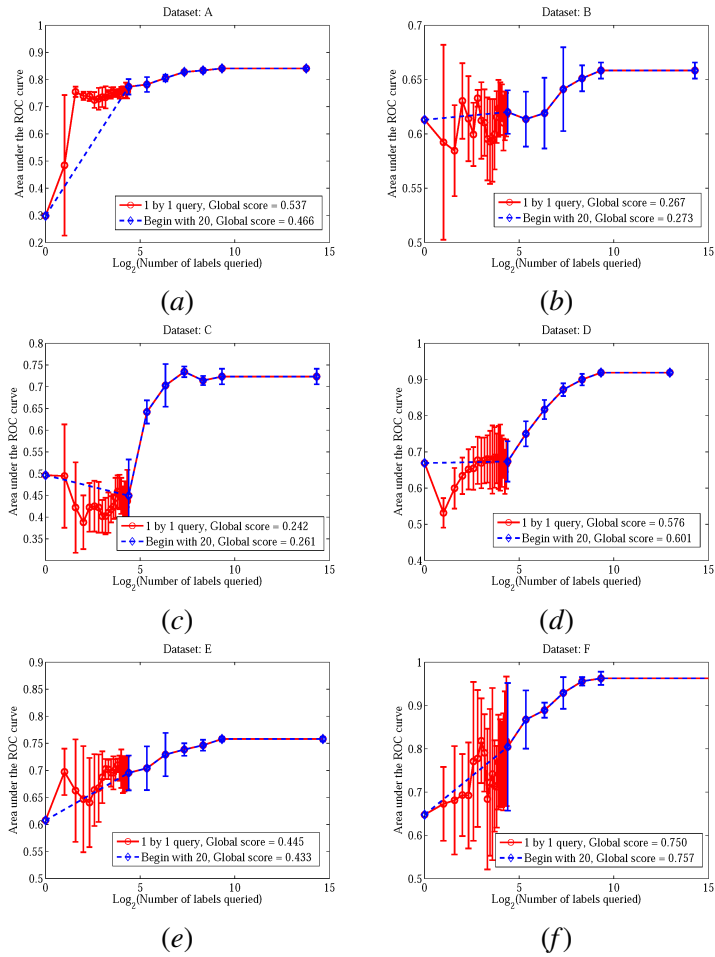 Dataset: A
Area under the ROC curve
1
0.9
0.8
0.7
0.6
0.5
0.4
0.3
0.2
1 by 1 query, Global score = 0.537
Begin with 20, Global score = 0.466
0 5 10 15
Log2(Number of labels queried)
(a)
Dataset: B
Area under the ROC curve
0.7
0.65
0.6
0.55
0.5
1 by 1 query, Global score = 0.267
Begin with 20, Global score = 0.273
0 5 10 15
Log2(Number of labels queried)
(b)
Dataset: C
Area under the ROC curve
0.8
0.75
0.7
0.65
0.6
0.55
0.5
0.45
0.4
0.35
1 by 1 query, Global score = 0.242
Begin with 20, Global score = 0.261
0 5 10 15
Log2(Number of labels queried)
(c)
Dataset: D
Area under the ROC curve
1
0.9
0.8
0.7
0.6
0.5
0.4
1 by 1 query, Global score = 0.576
Begin with 20, Global score = 0.601
0 5 10 15
Log2(Number of labels queried)
(d)
Dataset: E
Area under the ROC curve
0.9
0.85
0.8
0.75
0.7
0.65
0.6
0.55
0.5
1 by 1 query, Global score = 0.445
Begin with 20, Global score = 0.433
0 5 10 15
Log2(Number of labels queried)
(e)
Dataset: F
Area under the ROC curve
1
0.9
0.8
0.7
0.6
0.5
1 by 1 query, Global score = 0.750
Begin with 20, Global score = 0.757
0 5 10 15
Log2(Number of labels queried)
(f)